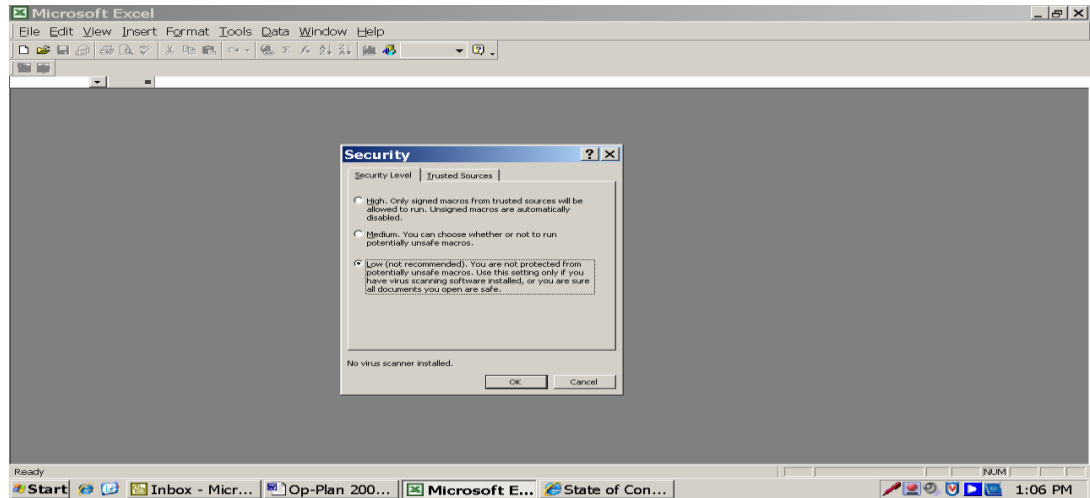 Microsoft Excel
File Edit View Insert Format Tools Data Window Help
=
Security
Security Level Trusted Sources
High. Only signed macros from trusted sources will be
allowed to run. Unsigned macros are automatically
disabled.
Medium. You can choose whether or not to run
potentially unsafe macros.
Low (not recommended). You are not protected from
potentially unsafe macros. Use this setting only if you
have virus scanning software installed, or you are sure
all documents you open are safe.
No virus scanner installed.
OK Cancel
Ready NUM
Start Inbox - Micr... Op-Plan 200... Microsoft E... State of Con... 1:06 PM